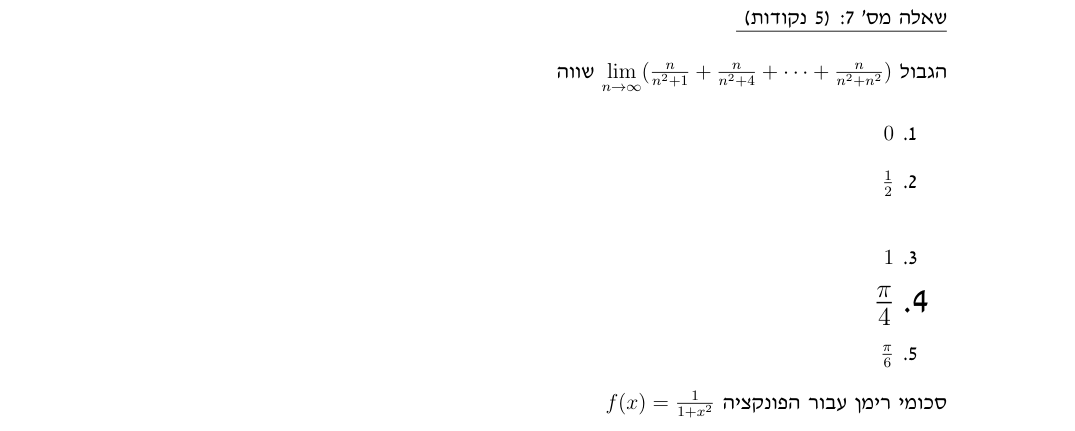 שאלה מס' 7: (5 נקודות)
הגבול $\lim\limits_{n\to\infty}(\frac{n}{n^2+1} + \frac{n}{n^2+4} + \cdots + \frac{n}{n^2+n^2})$ שווה
1. $0$
2. $\frac{1}{2}$
3. $1$
4. $\frac{\pi}{4}$
5. $\frac{\pi}{6}$
סכומי רימן עבור הפונקציה $f(x) = \frac{1}{1+x^2}$